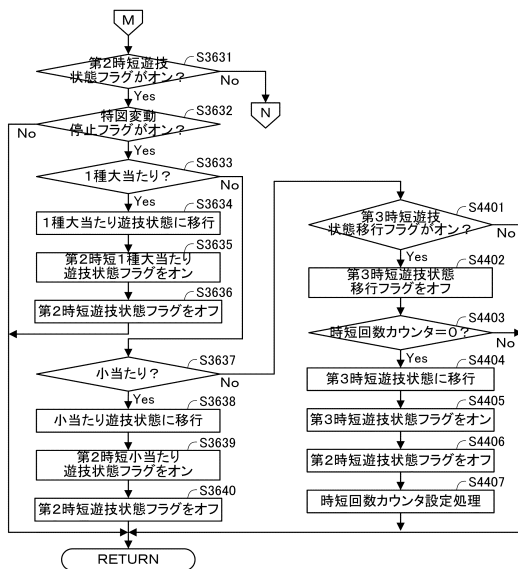 M
S3631
第2時短遊技
状態フラグがオン？
No
Yes
N
S3632
特図変動
停止フラグがオン？
No
Yes
S3633
1種大当たり？
No
Yes
S3634
1種大当たり遊技状態に移行
S3635
第2時短1種大当たり
遊技状態フラグをオン
S3636
第2時短遊技状態フラグをオフ
S3637
小当たり？
No
Yes
S3638
小当たり遊技状態に移行
S3639
第2時短小当たり
遊技状態フラグをオン
S3640
第2時短遊技状態フラグをオフ
S4401
第3時短遊技
状態移行フラグがオン？
No
Yes
S4402
第3時短遊技状態
移行フラグをオフ
S4403
時短回数カウンタ＝0？
No
Yes
S4404
第3時短遊技状態に移行
S4405
第3時短遊技状態フラグをオン
S4406
第2時短遊技状態フラグをオフ
S4407
時短回数カウンタ設定処理
RETURN